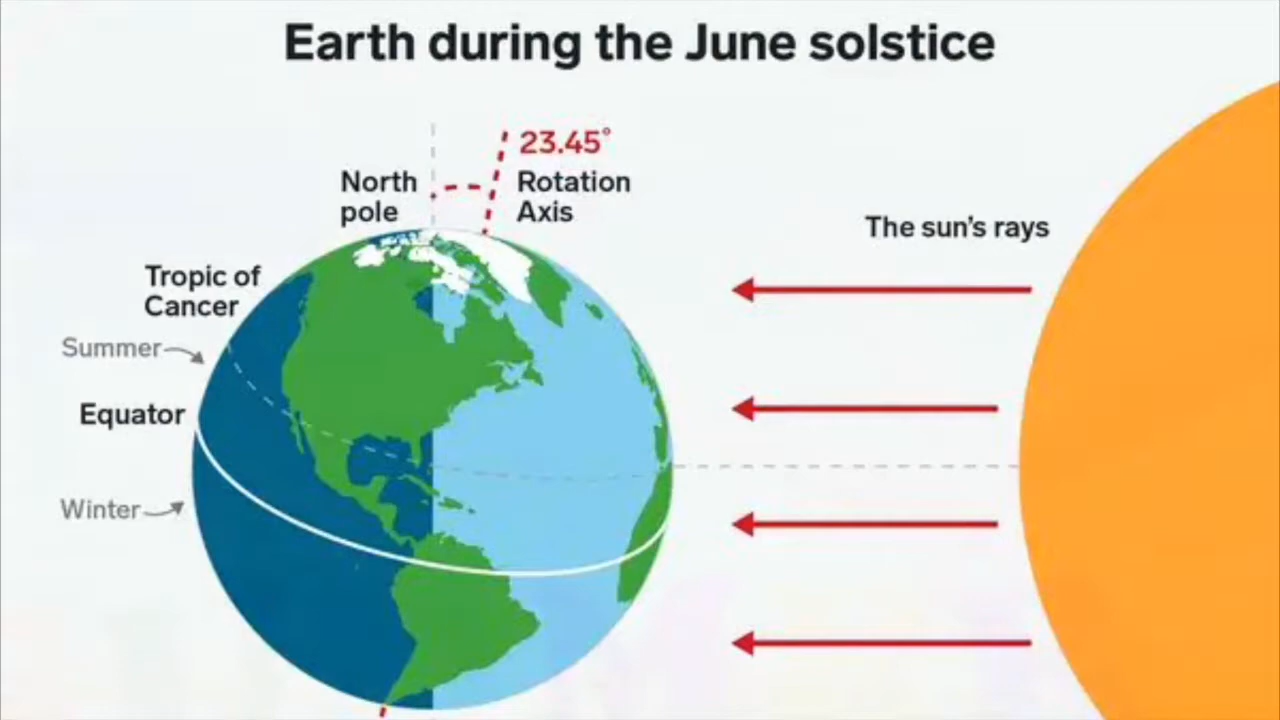 Earth during the June solstice
23.45°
North
pole
Rotation
Axis
The sun's rays
Tropic of
Cancer
Summer
Equator
Winter